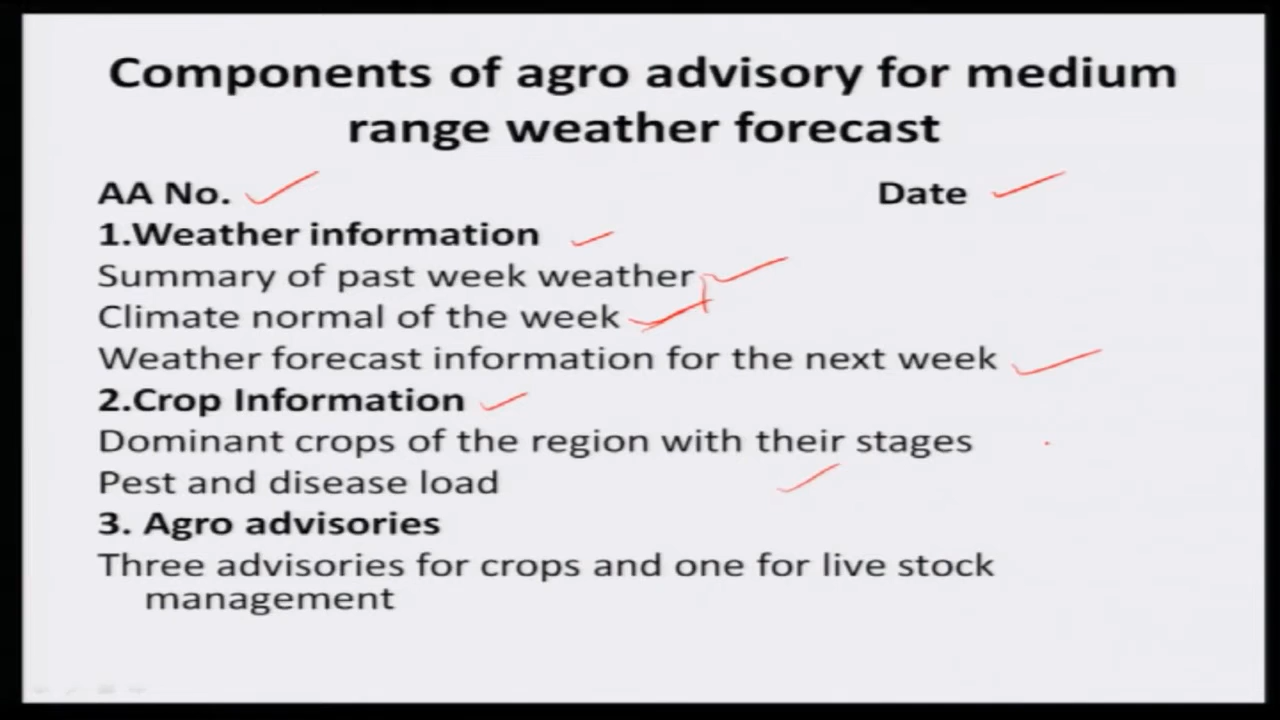 Components of agro advisory for medium
range weather forecast
AA No. Date
1.Weather information
Summary of past week weather
Climate normal of the week
Weather forecast information for the next week
2.Crop Information
Dominant crops of the region with their stages
Pest and disease load
3. Agro advisories
Three advisories for crops and one for live stock
management